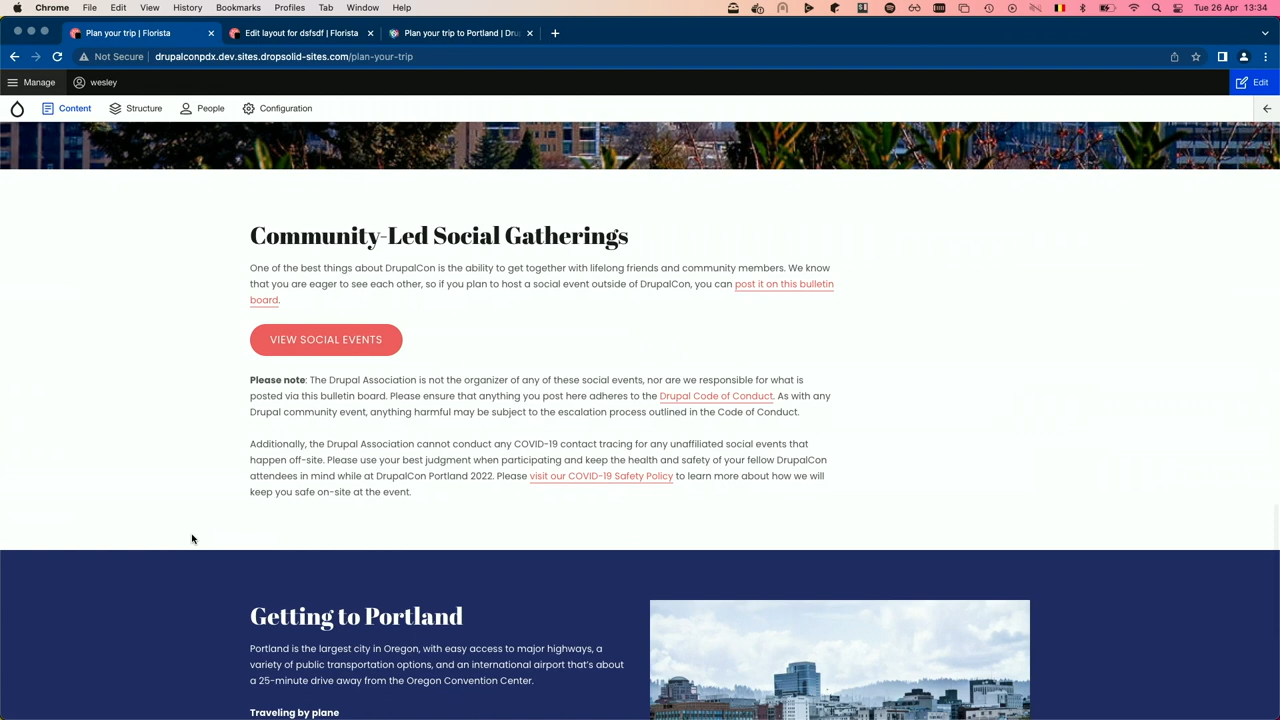 Chrome File Edit View History Bookmarks Profiles Tab Window Help Tue 26 Apr 13:34
Plan your trip | Florista Edit layout for dsfsdf | Florista Plan your trip to Portland | Dru
Not Secure drupalconpdx.dev.sites.dropsolid-sites.com/plan-your-trip
Manage wesley Edit
Content Structure People Configuration
Community-Led Social Gatherings
One of the best things about DrupalCon is the ability to get together with lifelong friends and community members. We know
that you are eager to see each other, so if you plan to host a social event outside of DrupalCon, you can post it on this bulletin
board.
VIEW SOCIAL EVENTS
Please note: The Drupal Association is not the organizer of any of these social events, nor are we responsible for what is
posted via this bulletin board. Please ensure that anything you post here adheres to the Drupal Code of Conduct. As with any
Drupal community event, anything harmful may be subject to the escalation process outlined in the Code of Conduct.
Additionally, the Drupal Association cannot conduct any COVID-19 contact tracing for any unaffiliated social events that
happen off-site. Please use your best judgment when participating and keep the health and safety of your fellow DrupalCon
attendees in mind while at DrupalCon Portland 2022. Please visit our COVID-19 Safety Policy to learn more about how we will
keep you safe on-site at the event.
Getting to Portland
Portland is the largest city in Oregon, with easy access to major highways, a
variety of public transportation options, and an international airport that's about
a 25-minute drive away from the Oregon Convention Center.
Traveling by plane